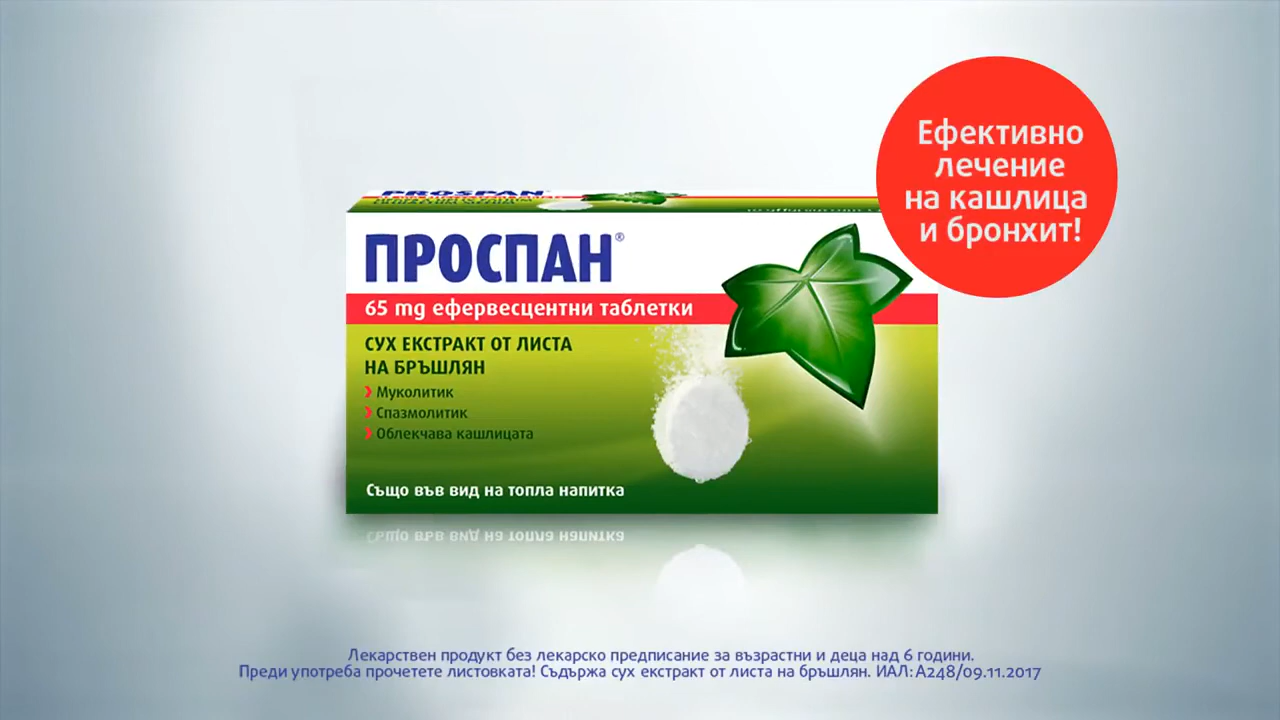 Ефективно
лечение
на кашлица
и бронхит!
PROSPAN
ПРОСПАН®
65 mg ефервесцентни таблетки
СУХ ЕКСТРАКТ ОТ ЛИСТА
НА БРЪШЛЯН
Муколитик
Спазмолитик
Облекчава кашлицата
Също във вид на топла напитка
Лекарствен продукт без лекарско предписание за възрастни и деца над 6 години.
Преди употреба прочетете листовката! Съдържа сух екстракт от листа на бръшлян. ИАЛ: А248/09.11.2017